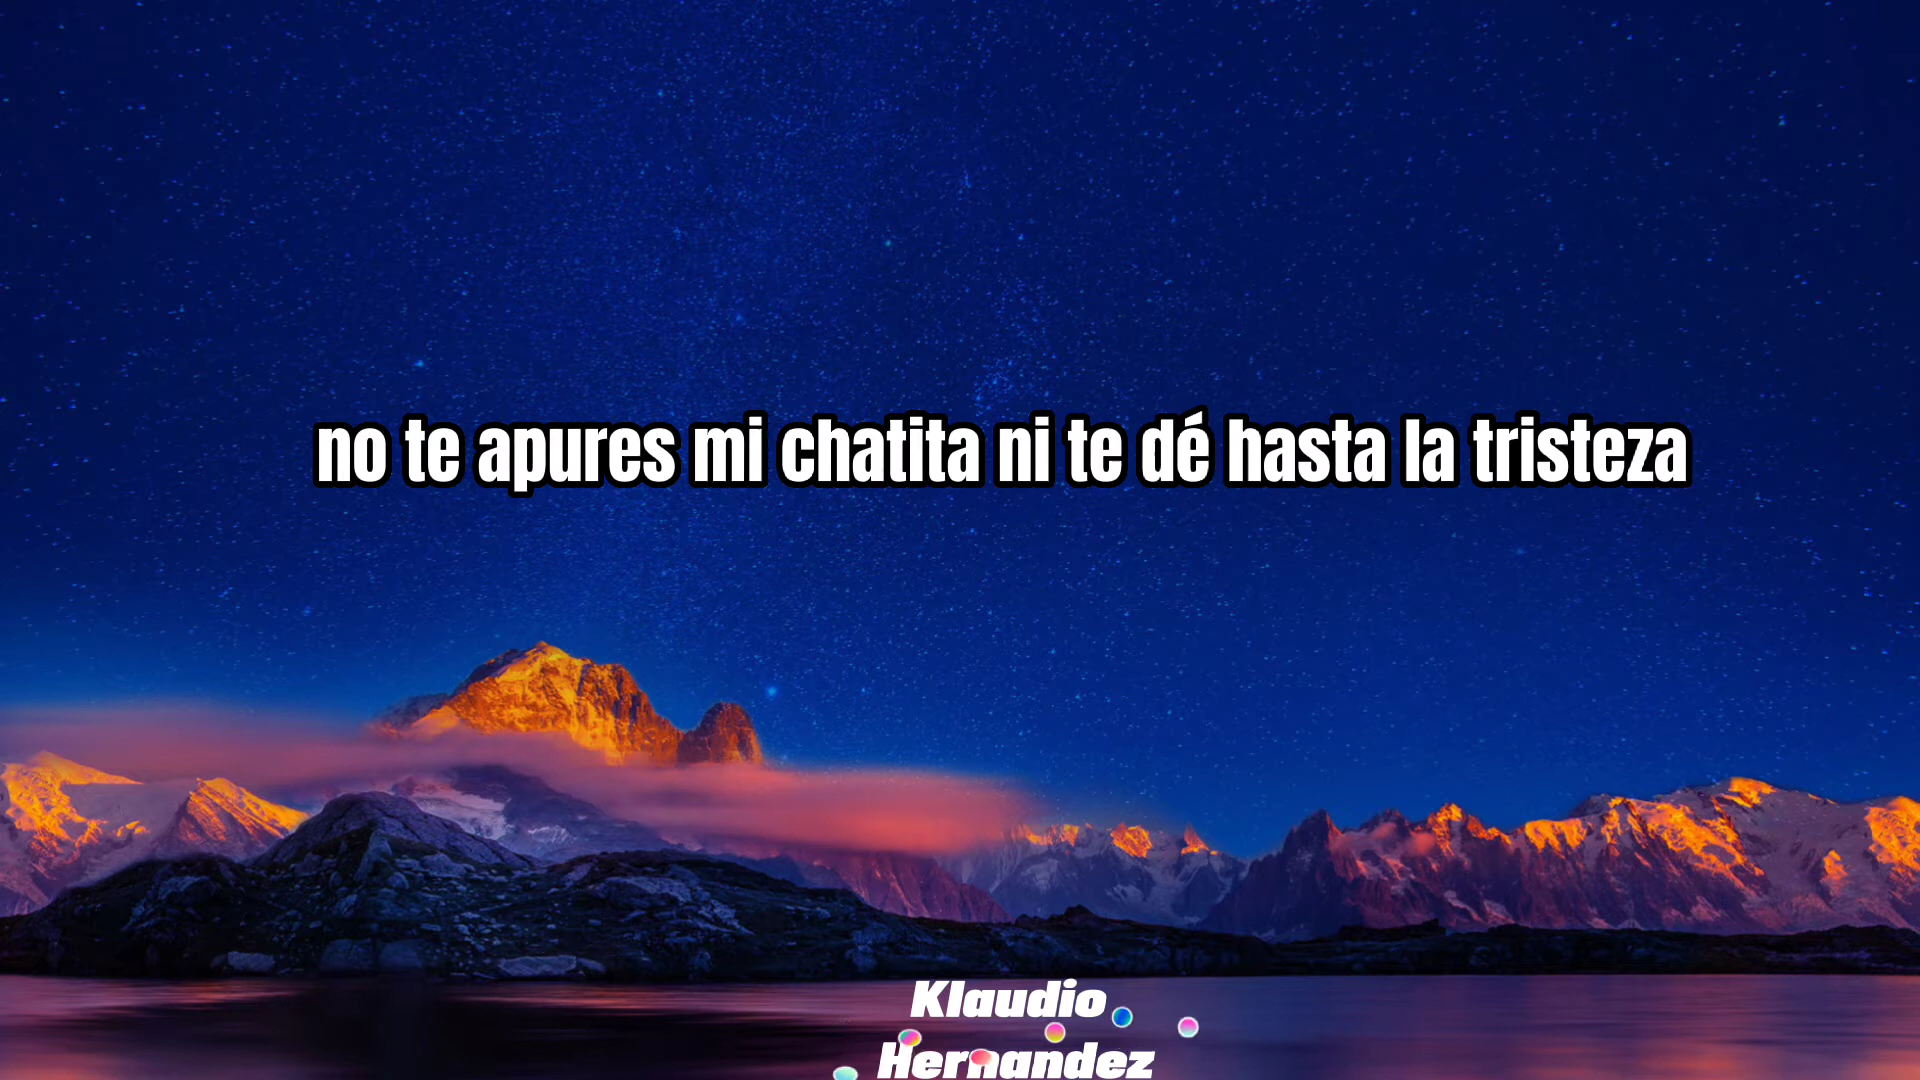 no te apures mi chatita ni te dé hasta la tristeza
Klaudio
Hernandez